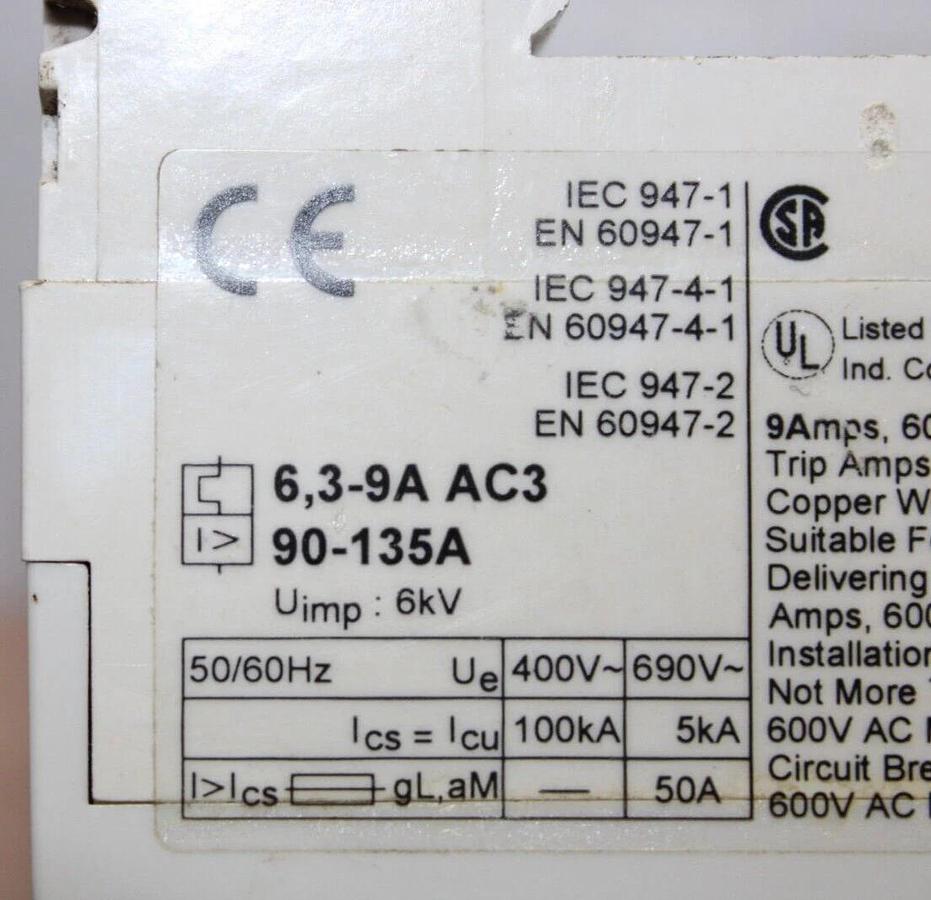 CE
IEC 947-1
EN 60947-1
IEC 947-4-1
EN 60947-4-1
IEC 947-2
EN 60947-2
6,3-9A AC3
I> 90-135A
Uimp : 6kV
50/60Hz Ue 400V~ 690V~
Ics = Icu 100kA 5kA
I>Ics gL,aM — 50A
SA
UL Listed
Ind.
9Amps,
Trip Amps
Copper
Suitable
Delivering
Amps,
Installation
Not More
600V AC
Circuit
600V AC